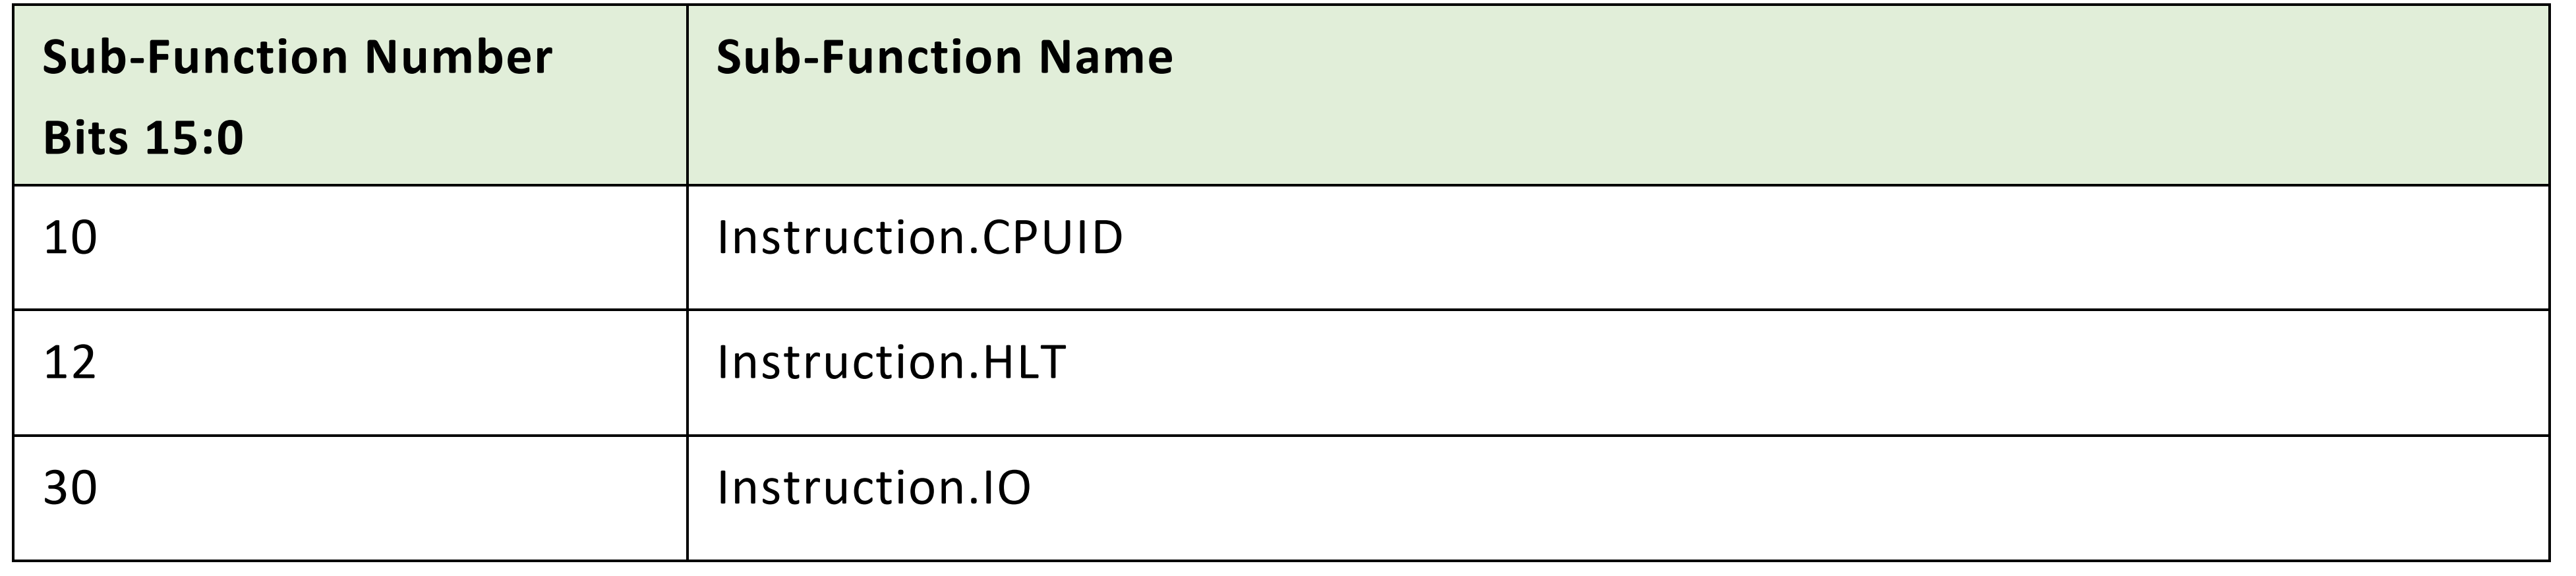 Sub-Function Number
Bits 15:0
Sub-Function Name
10
Instruction.CPUID
12
Instruction.HLT
30
Instruction.IO